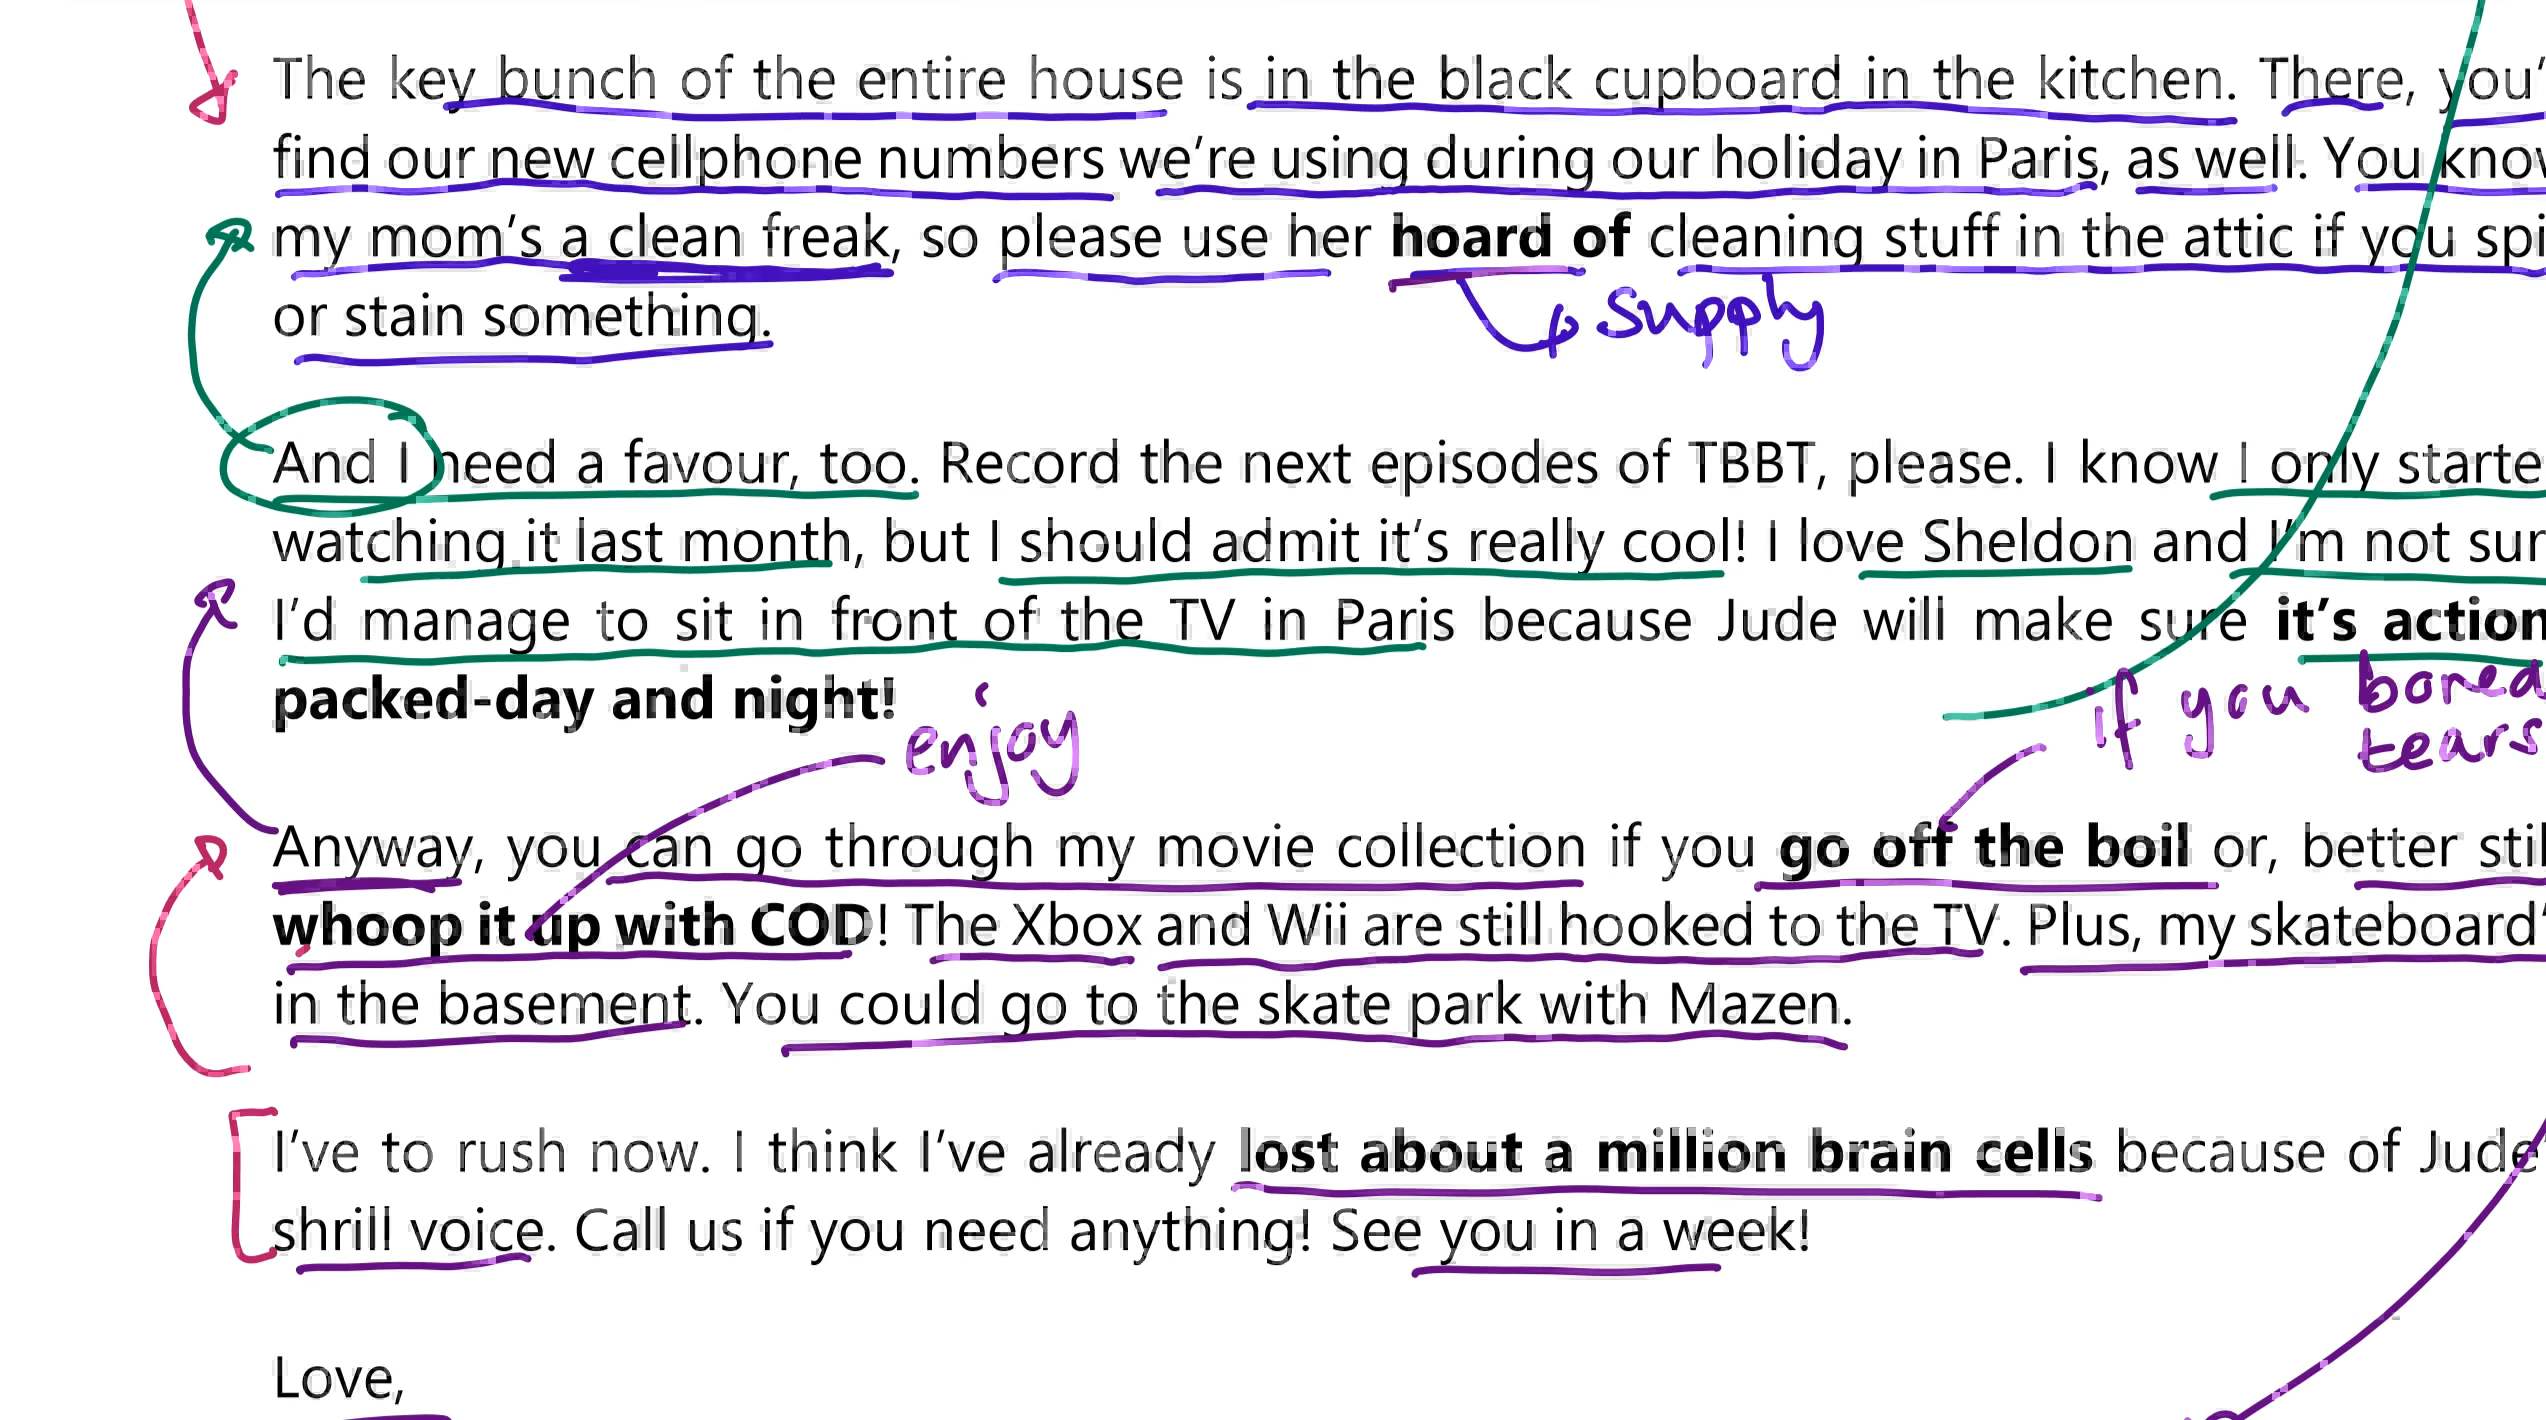 The key bunch of the entire house is in the black cupboard in the kitchen. There, you'
find our new cellphone numbers we're using during our holiday in Paris, as well. You know
my mom's a clean freak, so please use her hoard of cleaning stuff in the attic if you spi
or stain something.
supply
And I need a favour, too. Record the next episodes of TBBT, please. I know I only starte
watching it last month, but I should admit it's really cool! I love Sheldon and I'm not sur
I'd manage to sit in front of the TV in Paris because Jude will make sure it's action
packed-day and night!
enjoy
if you bored
tears
Anyway, you can go through my movie collection if you go off the boil or, better stil
whoop it up with COD! The Xbox and Wii are still hooked to the TV. Plus, my skateboard'
in the basement. You could go to the skate park with Mazen.
I've to rush now. I think I've already lost about a million brain cells because of Jude'
shrill voice. Call us if you need anything! See you in a week!
Love,